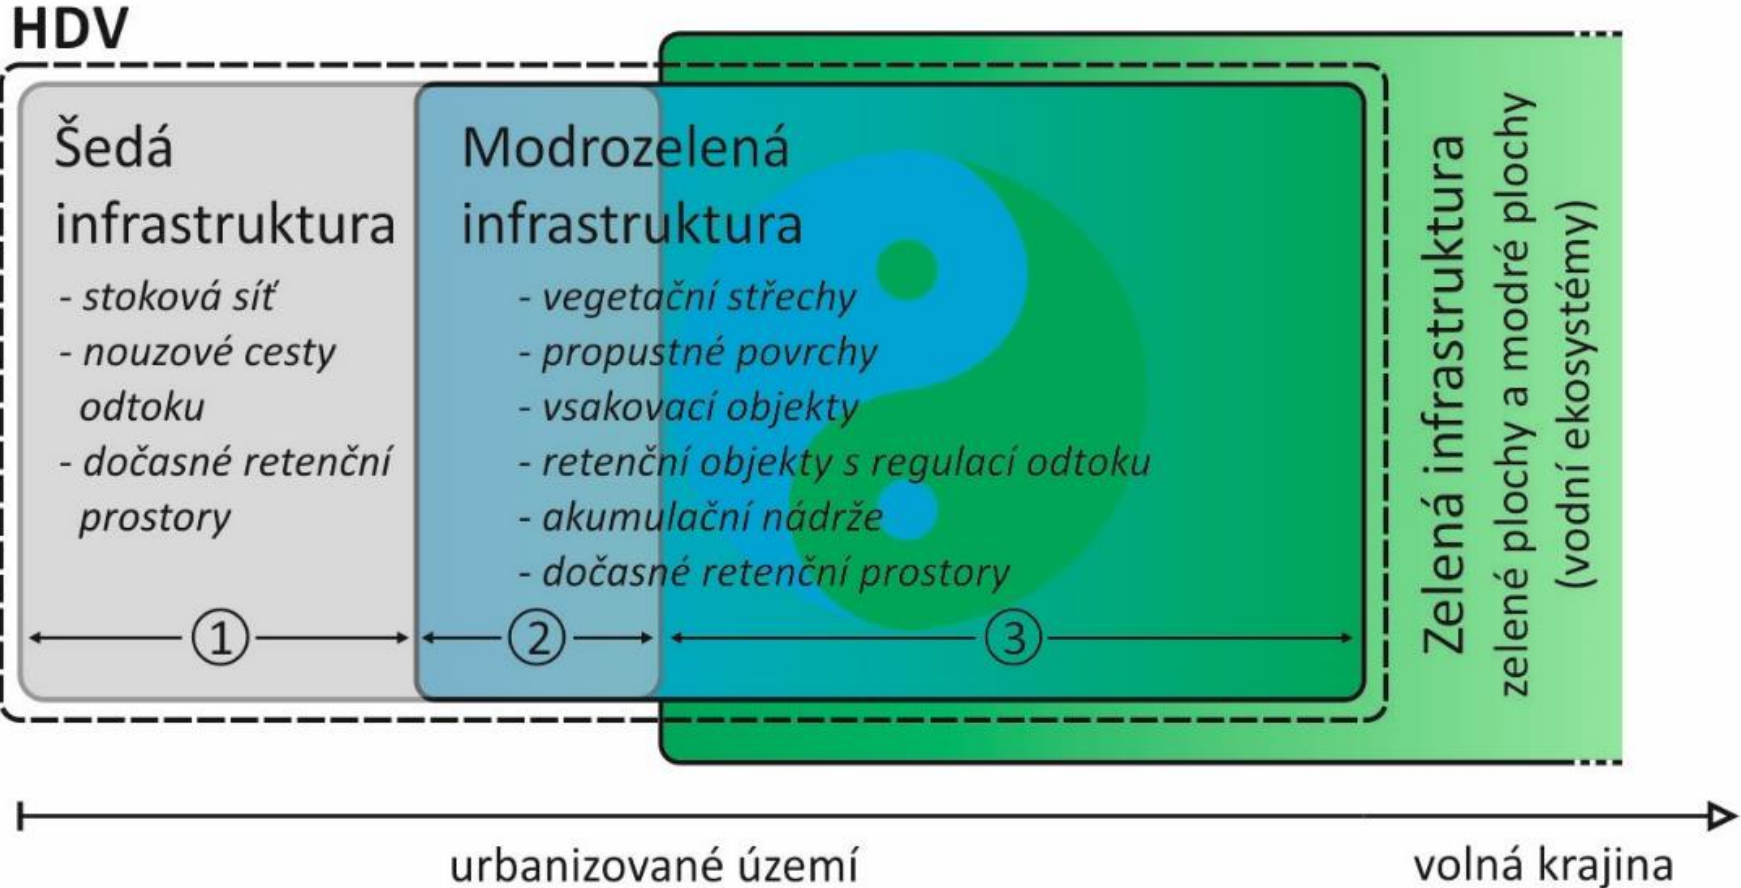 HDV
Šedá
infrastruktura
- stoková síť
- nouzové cesty
odtoku
- dočasné retenční
prostory
1
Modrozelená
infrastruktura
- vegetační střechy
- propustné povrchy
- vsakovací objekty
- retenční objekty s regulací odtoku
- akumulační nádrže
- dočasné retenční prostory
2
3
Zelená infrastruktura
zelené plochy a modré plochy
(vodní ekosystémy)
urbanizované území
volná krajina